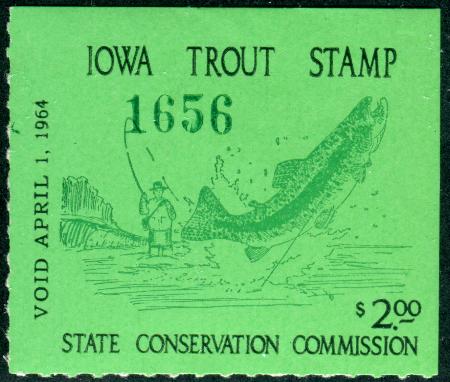 IOWA TROUT STAMP
1656
VOID APRIL 1, 1964
$2.00
STATE CONSERVATION COMMISSION